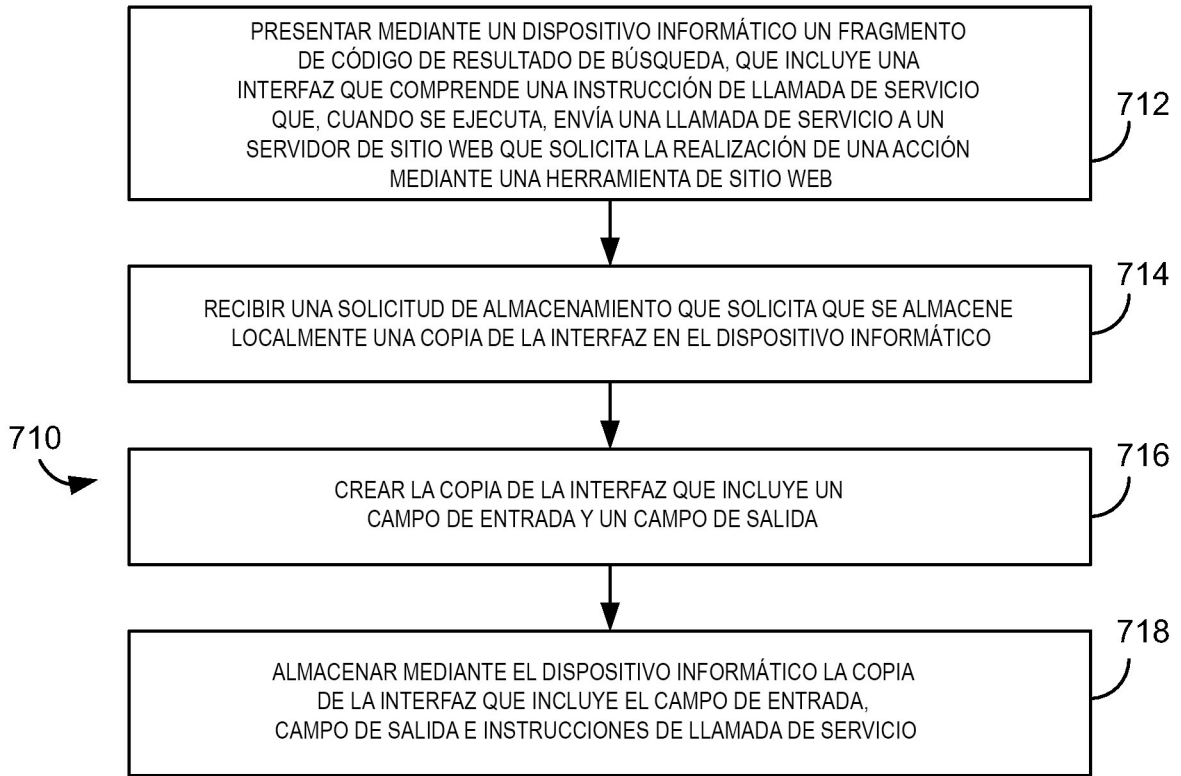 PRESENTAR MEDIANTE UN DISPOSITIVO INFORMÁTICO UN FRAGMENTO
DE CÓDIGO DE RESULTADO DE BÚSQUEDA, QUE INCLUYE UNA
INTERFAZ QUE COMPRENDE UNA INSTRUCCIÓN DE LLAMADA DE SERVICIO
QUE, CUANDO SE EJECUTA, ENVÍA UNA LLAMADA DE SERVICIO A UN
SERVIDOR DE SITIO WEB QUE SOLICITA LA REALIZACIÓN DE UNA ACCIÓN
MEDIANTE UNA HERRAMIENTA DE SITIO WEB
712
RECIBIR UNA SOLICITUD DE ALMACENAMIENTO QUE SOLICITA QUE SE ALMACENE
LOCALMENTE UNA COPIA DE LA INTERFAZ EN EL DISPOSITIVO INFORMÁTICO
714
710
CREAR LA COPIA DE LA INTERFAZ QUE INCLUYE UN
CAMPO DE ENTRADA Y UN CAMPO DE SALIDA
716
ALMACENAR MEDIANTE EL DISPOSITIVO INFORMÁTICO LA COPIA
DE LA INTERFAZ QUE INCLUYE EL CAMPO DE ENTRADA,
CAMPO DE SALIDA E INSTRUCCIONES DE LLAMADA DE SERVICIO
718